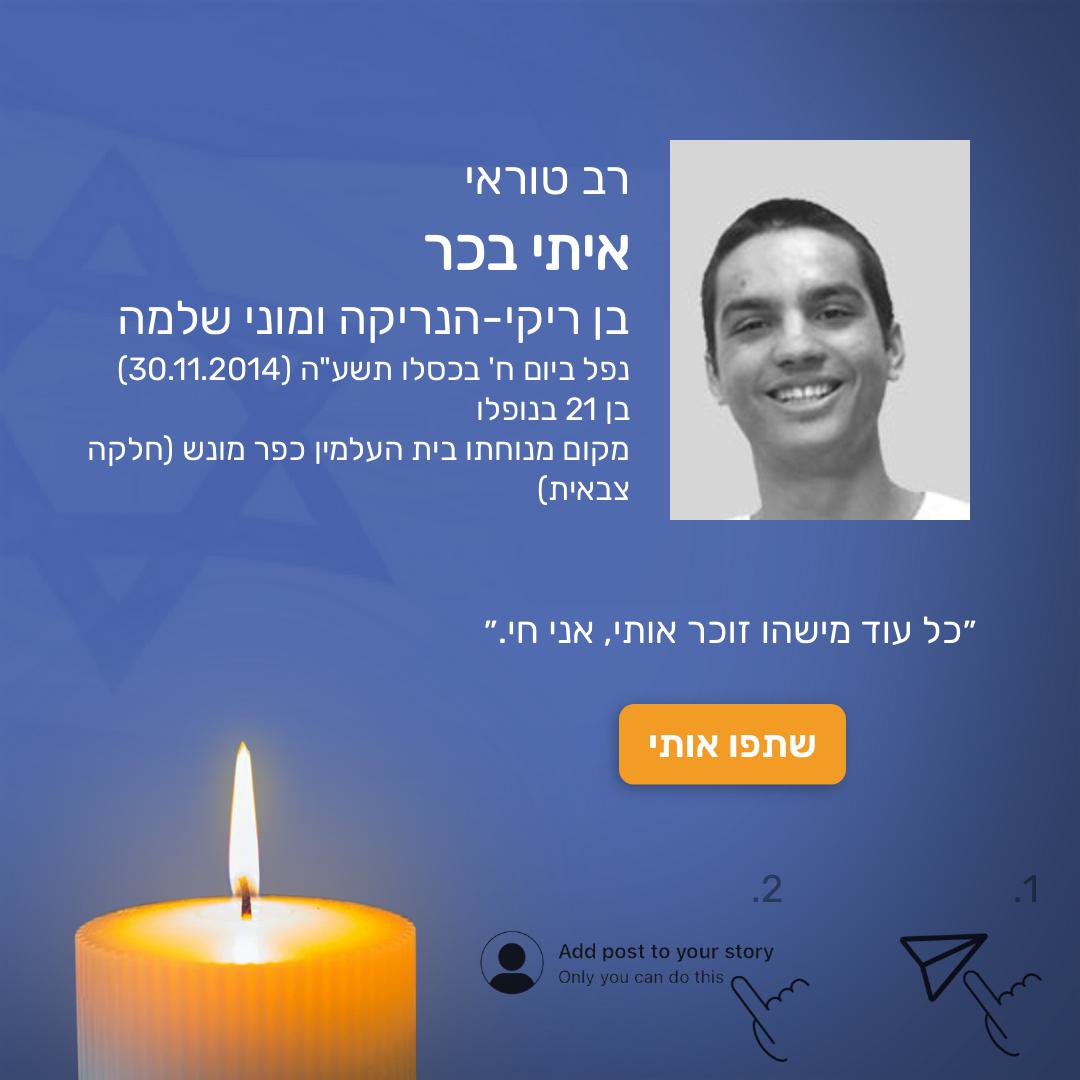 רב טוראי
איתי בכר
בן ריקי-הנריקה ומוני שלמה
נפל ביום ח' בכסלו תשע"ה (30.11.2014)
בן 21 בנופלו
מקום מנוחתו בית העלמין כפר מונש (חלקה
צבאית)
״כל עוד מישהו זוכר אותי, אני חי.״
שתפו אותי
1.
2.
Add post to your story
Only you can do this